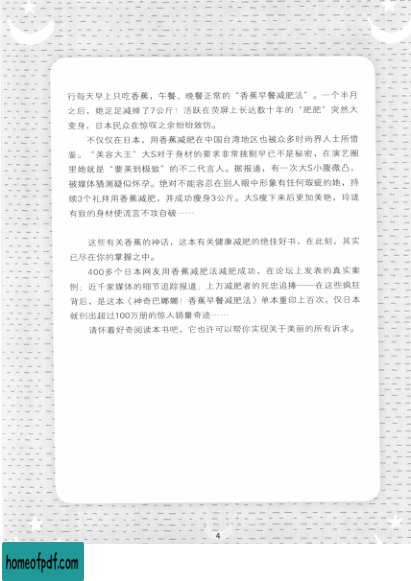 行每天早上只吃香蕉，午餐、晚餐正常的“香蕉早餐减肥法”。一个半月
之后，她足足减掉了7公斤！活跃在荧屏上长达数十年的“肥肥”突然大
变身，日本民众在惊叹之余纷纷效仿。
不仅仅在日本，用香蕉减肥在中国台湾地区也被众多时尚界人士所借
鉴。“美容大王”大S对于身材的要求非常挑剔早已不是秘密，在演艺圈
里她就是“要美到极致”的不二代言人。据报道，有一次大S小腹微凸，
被媒体猜测疑似怀孕。绝对不能容忍在别人眼中形象有任何瑕疵的她，持
续3个礼拜用香蕉减肥，并成功瘦身3公斤。大S瘦下来后更加美艳，玲珑
有致的身材使流言不攻自破……
这些有关香蕉的神话，这本有关健康减肥的绝佳好书，在此刻，其实
已尽在你的掌握之中。
400多个日本网友用香蕉减肥法减肥成功，在论坛上发表的真实案
例；近千家媒体的细节追踪报道；上万减肥者的死忠追捧——在这些疯狂
背后，是这本《神奇巴娜娜！香蕉早餐减肥法》单本重印上百次，仅日本
就创出超过100万册的惊人销量奇迹……
请怀着好奇阅读本书吧，它也许可以帮你实现关于美丽的所有诉求。
4
homeofpdf.com